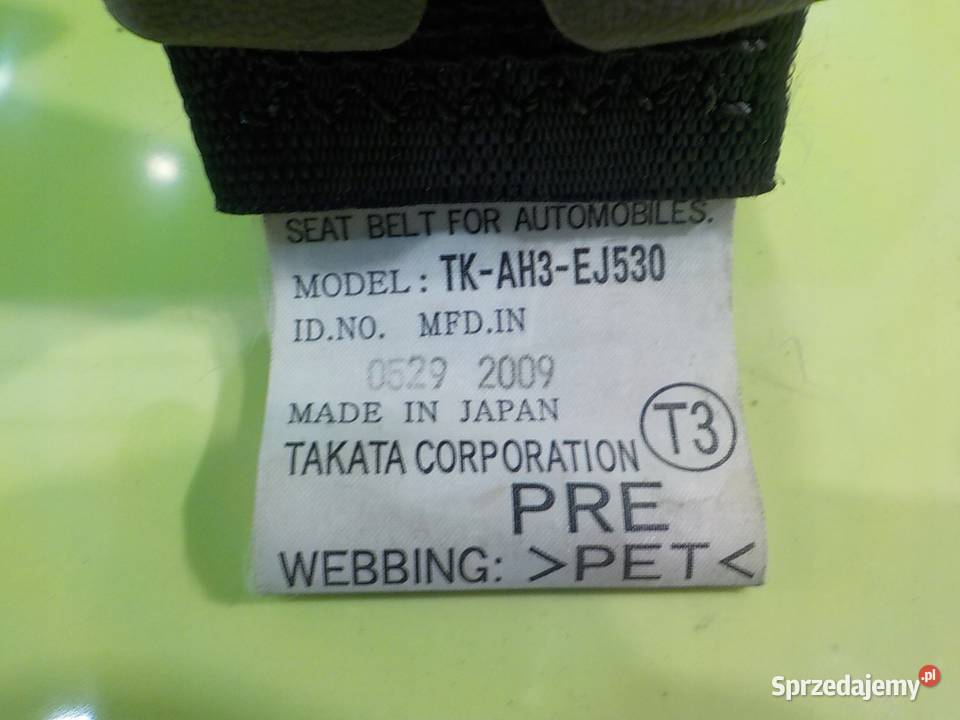 SEAT BELT FOR AUTOMOBILES.
MODEL: TK-AH3-EJ530
ID.NO. MFD.IN
0529 2009
MADE IN JAPAN
TAKATA CORPORATION T3
PRE
WEBBING: >PET<
Sprzedajemy.pl